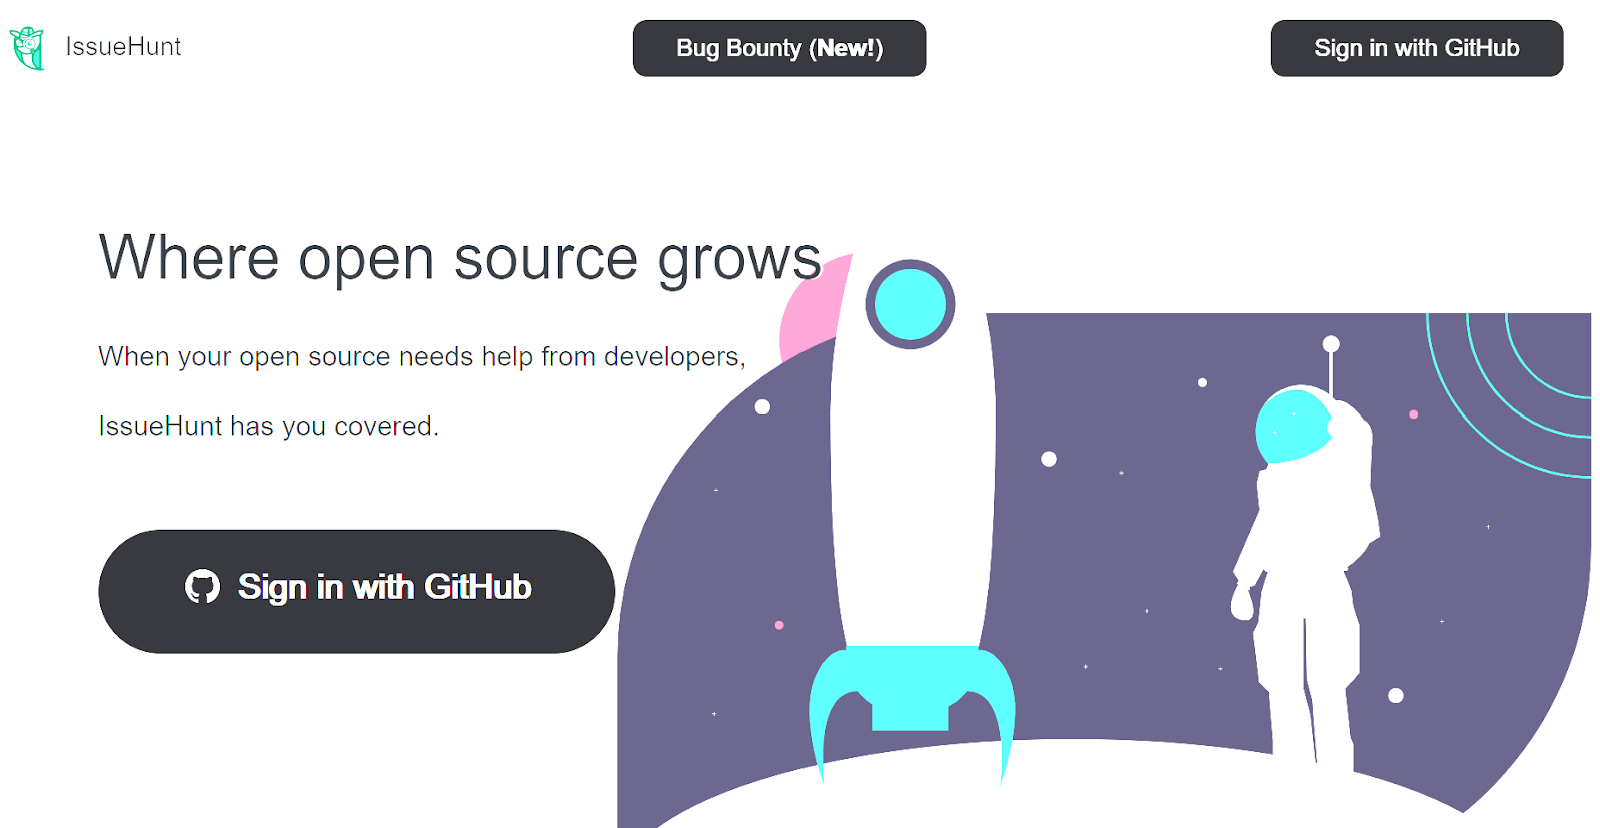 IssueHunt
Bug Bounty (New!)
Sign in with GitHub
Where open source grows
When your open source needs help from developers,
IssueHunt has you covered.
Sign in with GitHub